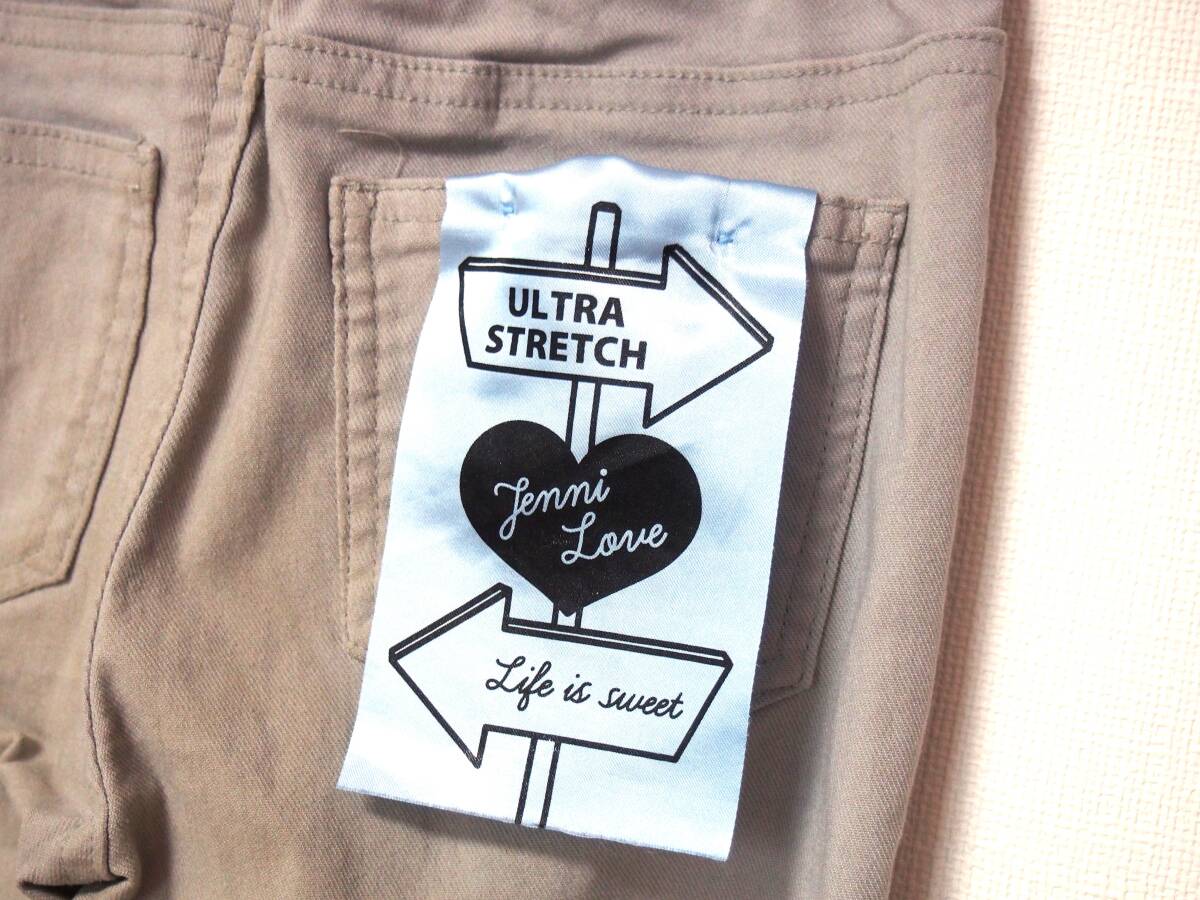 ULTRA
STRETCH
Jenni
Love
Life is sweet